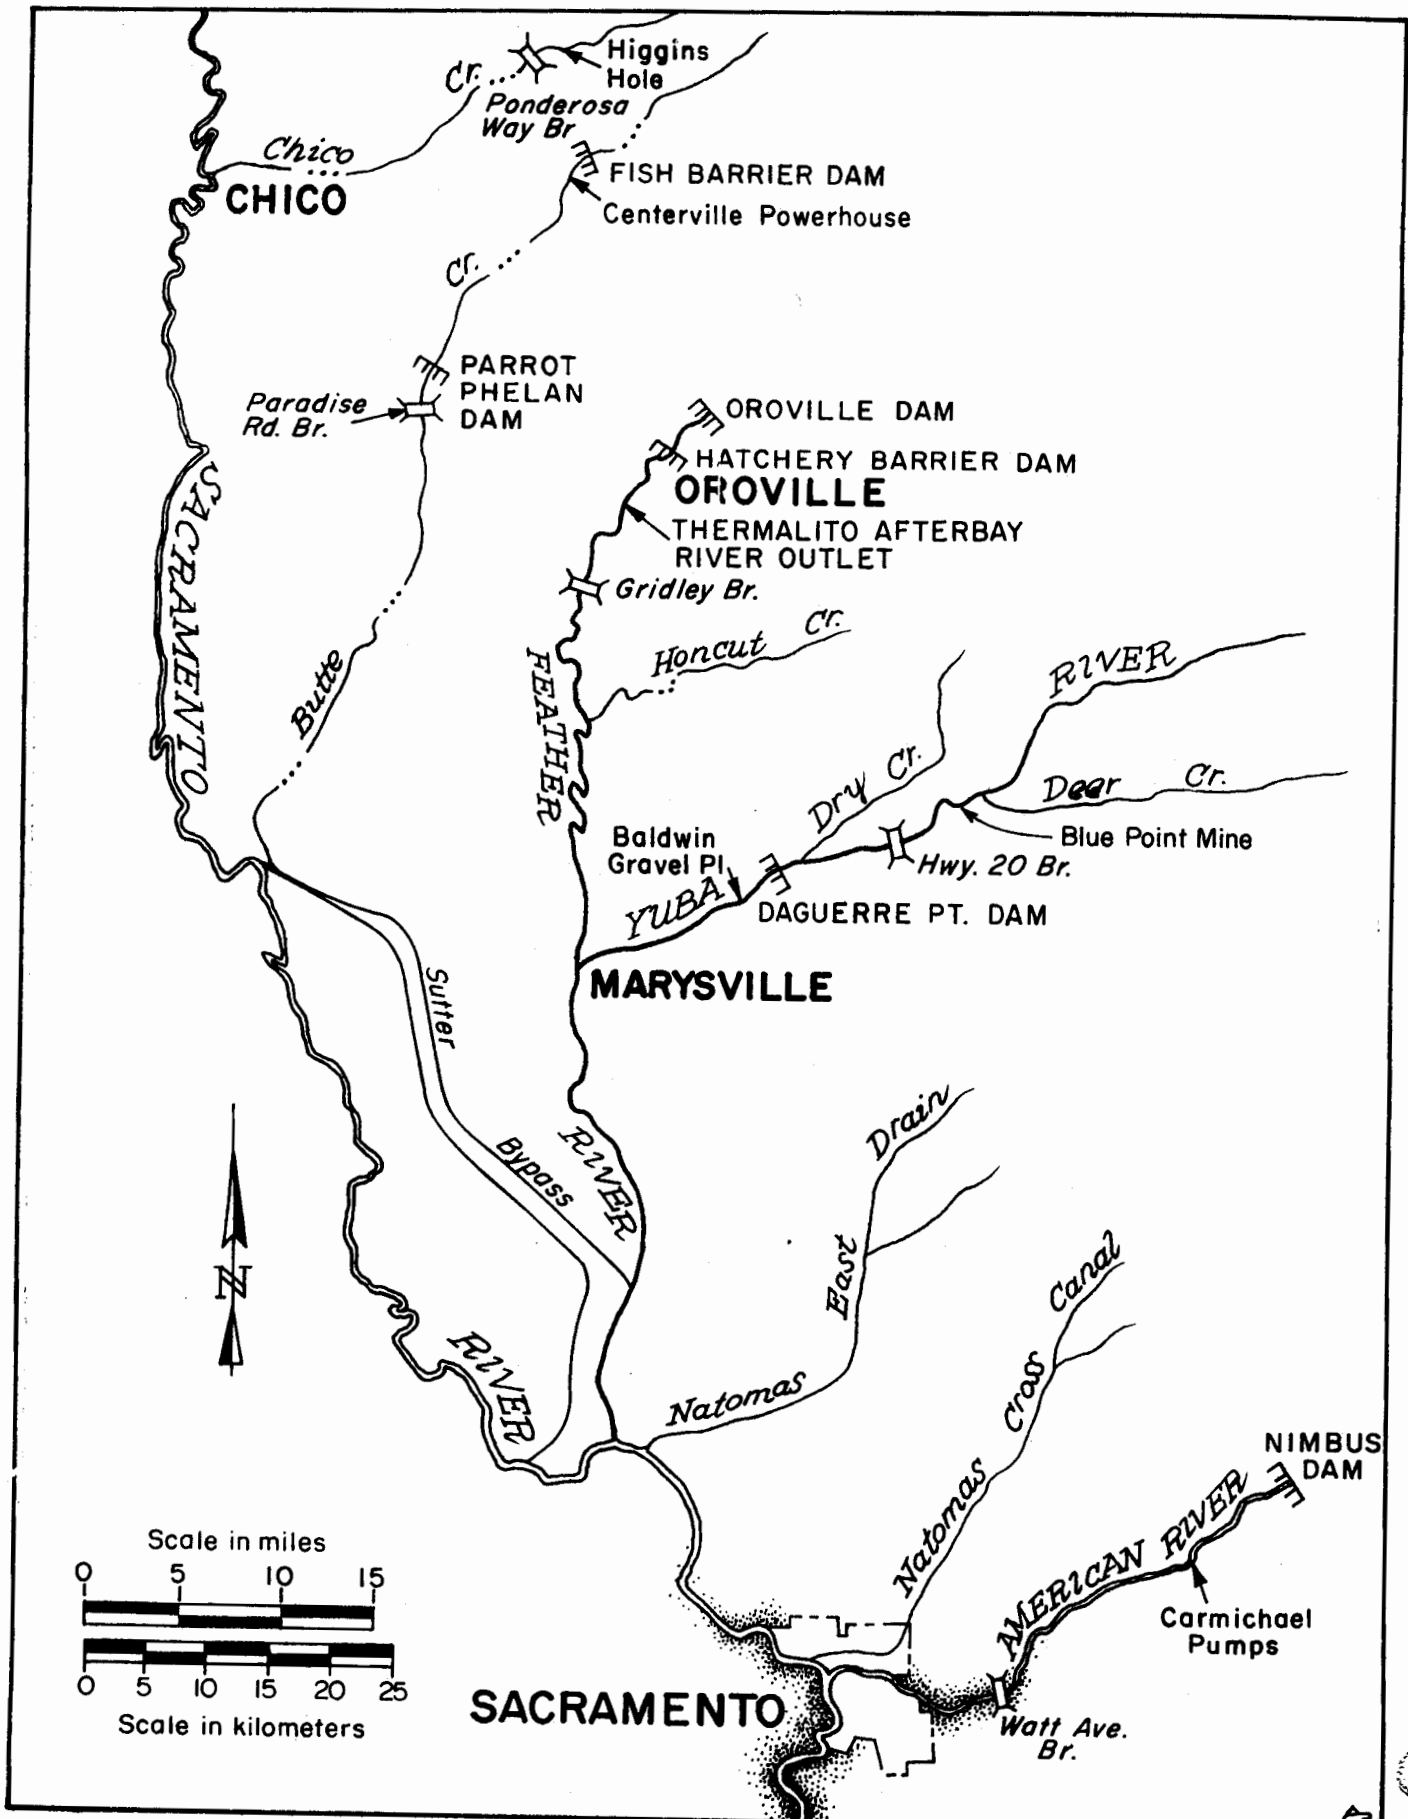 Higgins
Hole
Cr.
Ponderosa
Way Br
Chico
FISH BARRIER DAM
CHICO
Centerville Powerhouse
Cr.
PARROT
PHELAN
DAM
Paradise
Rd. Br.
OROVILLE DAM
HATCHERY BARRIER DAM
OROVILLE
THERMALITO AFTERBAY
RIVER OUTLET
Gridley Br.
SACRAMENTO
Honcut Cr.
Butte
FEATHER
RIVER
Dry Cr.
Deer Cr.
Blue Point Mine
Baldwin
Gravel Pl
Hwy. 20 Br.
YUBA
DAGUERRE PT. DAM
MARYSVILLE
Sutter
Bypass
RIVER
Drain
East
Natomas
N
RIVER
Canal
Cross
Natomas
NIMBUS
DAM
AMERICAN RIVER
Carmichael
Pumps
Scale in miles
0 5 10 15
0 5 10 15 20 25
Scale in kilometers
SACRAMENTO
Watt Ave.
Br.